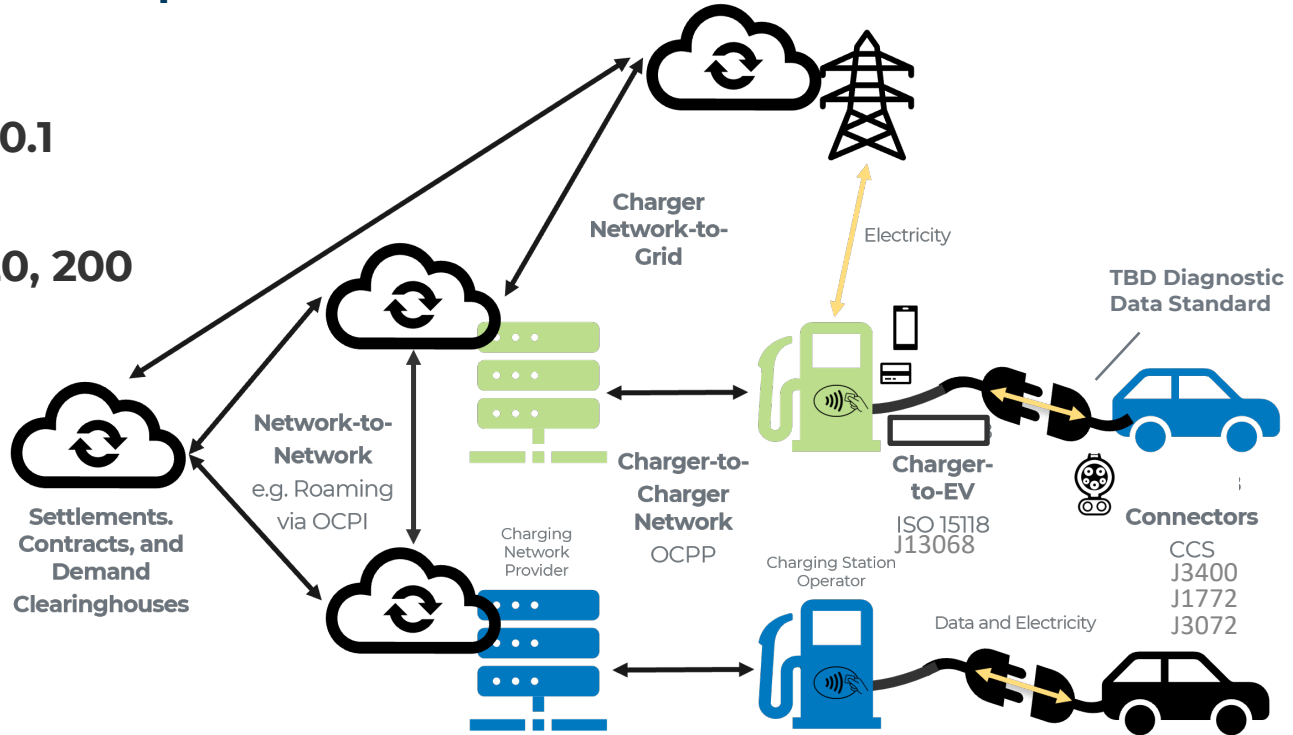 0.1
0, 200
Charger
Network-to-
Grid
Electricity
TBD Diagnostic
Data Standard
Network-to-
Network
e.g. Roaming
via OCPI
Settlements.
Contracts, and
Demand
Clearinghouses
Charging
Network
Provider
Charger-to-
Charger
Network
OCPP
Charger-
to-EV
ISO 15118
J13068
Charging Station
Operator
Connectors
CCS
J3400
J1772
J3072
Data and Electricity